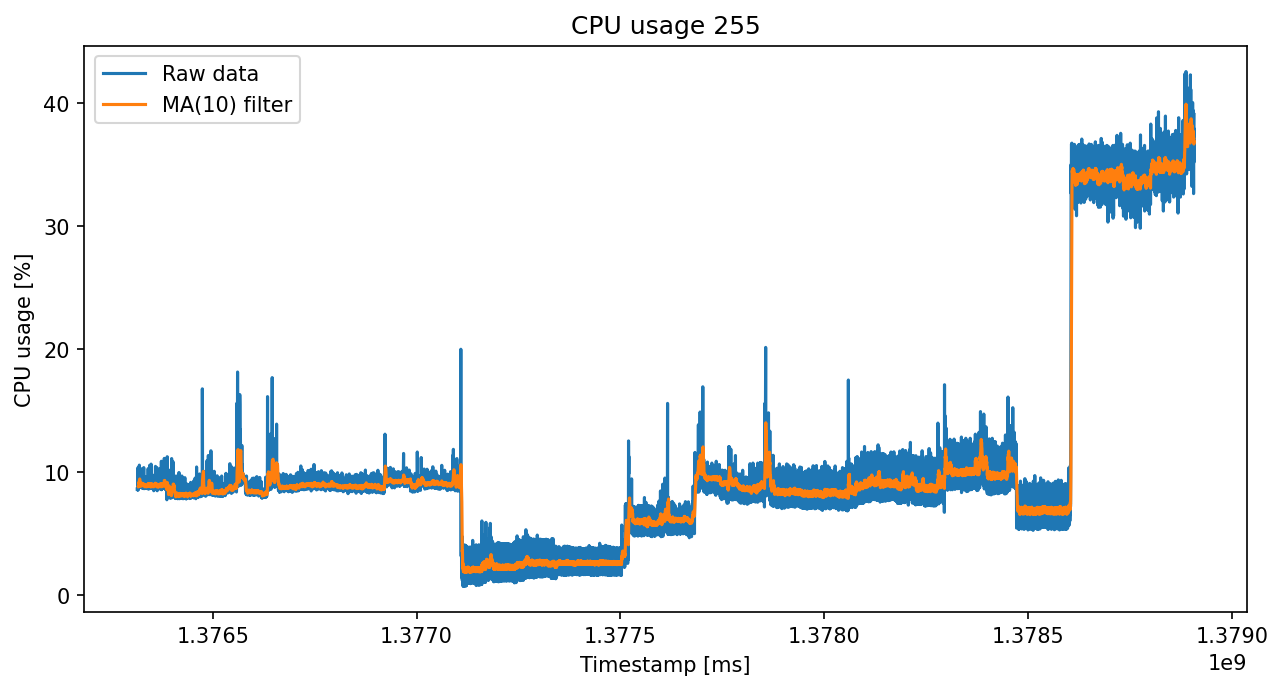 CPU usage 255
Raw data
MA(10) filter
CPU usage [%]
40
30
20
10
0
1.3765 1.3770 1.3775 1.3780 1.3785 1.3790
1e9
Timestamp [ms]